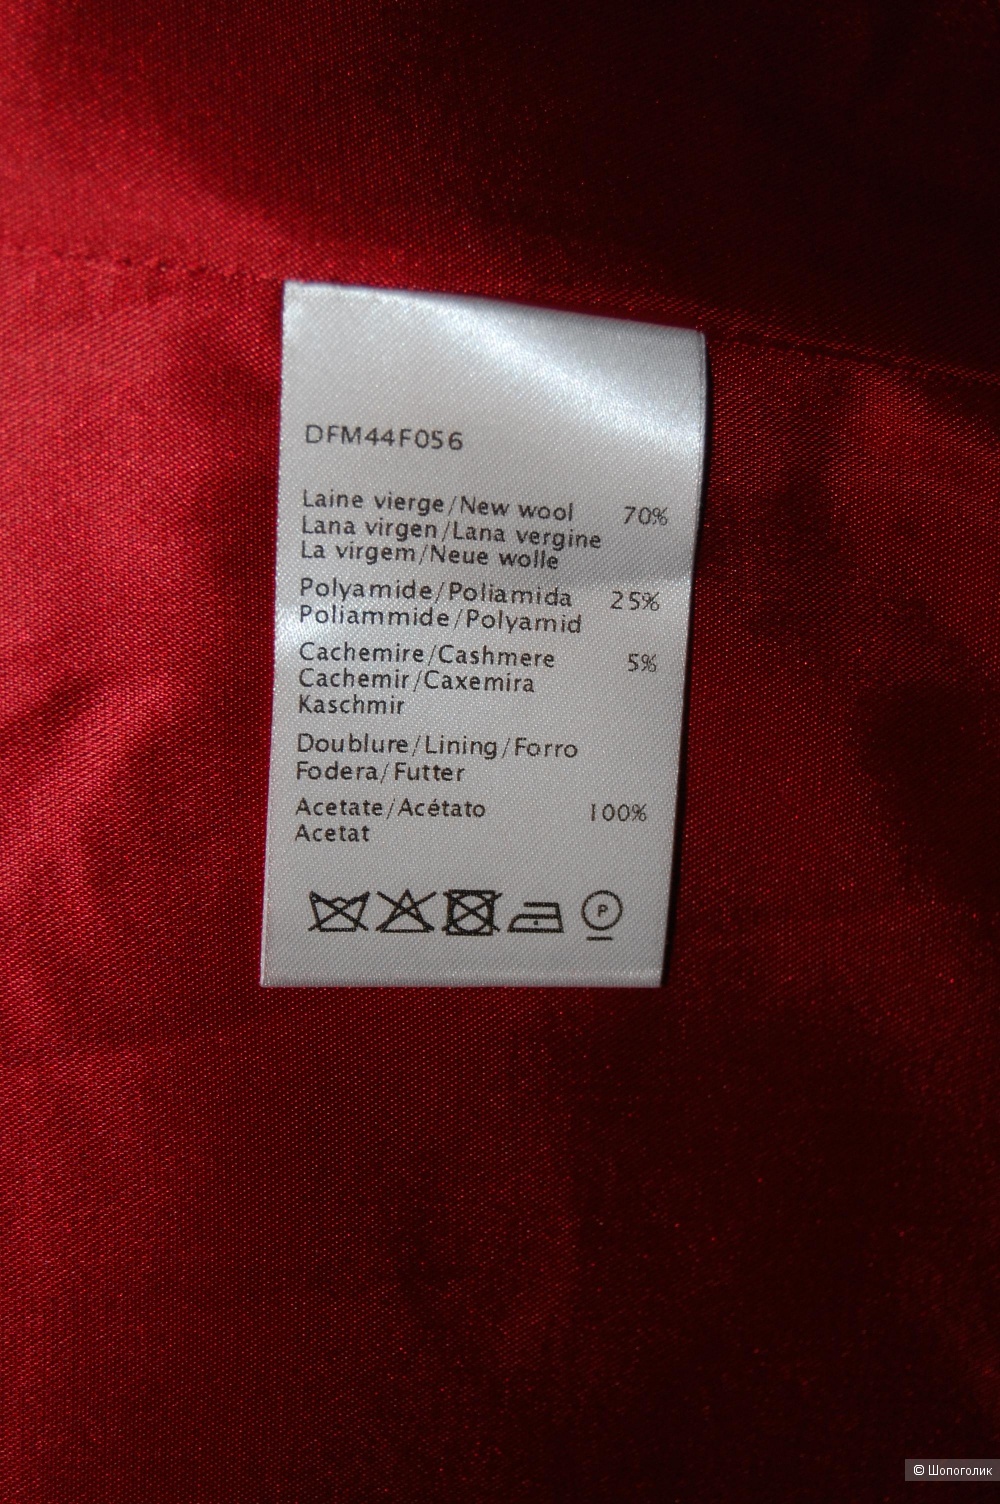 DFM44F056
Laine vierge/New wool 70%
Lana virgen/Lana vergine
La virgem/Neue wolle
Polyamide/Poliamida 25%
Poliammide/Polyamid
Cachemire/Cashmere 5%
Cachemir/Caxemira
Kaschmir
Doublure/Lining/Forro
Fodera/Futter
Acetate/Acétato 100%
Acetat
P
© Шопоголик